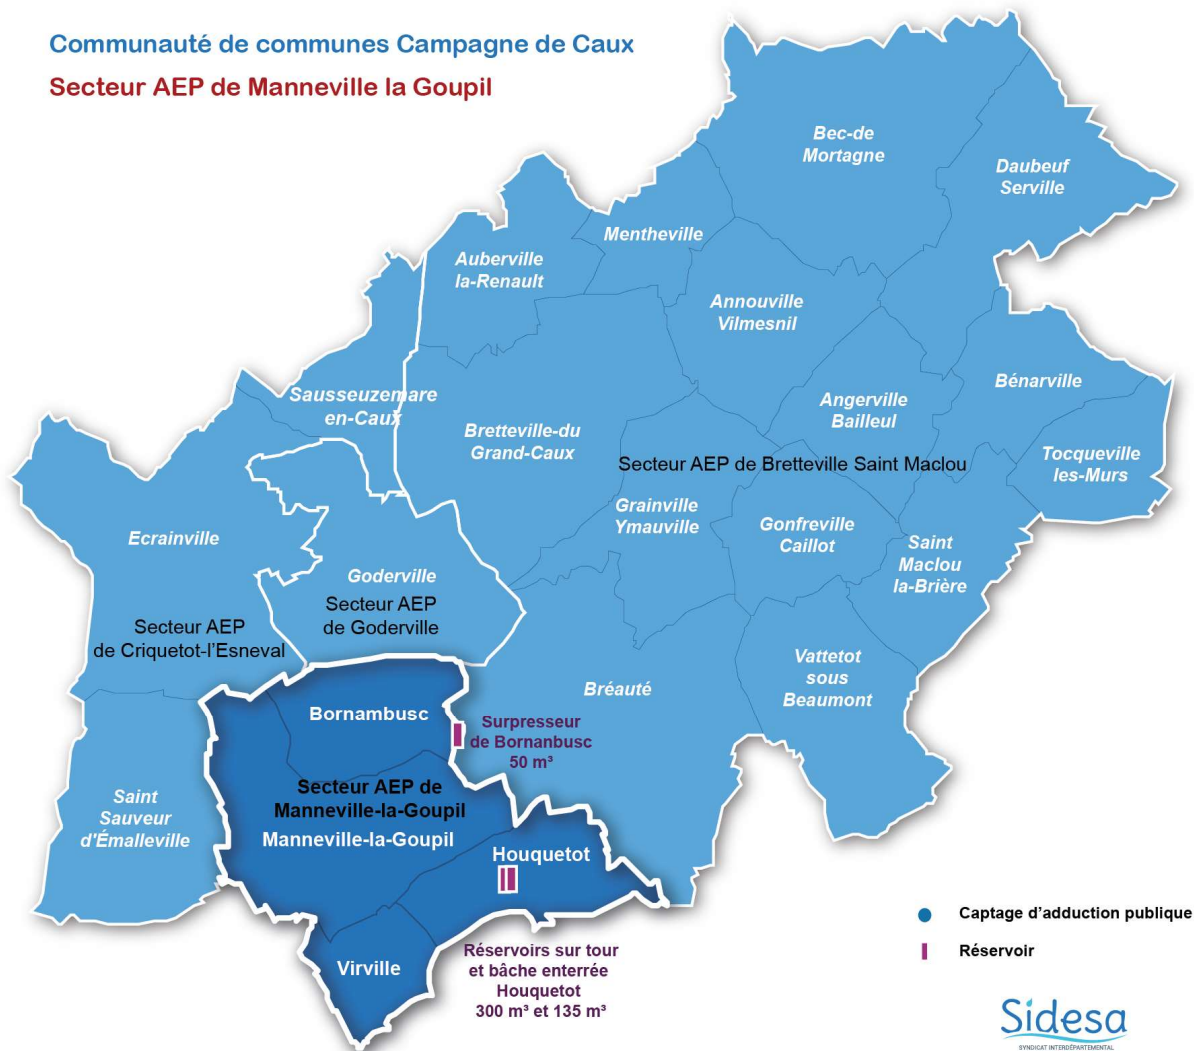 Communauté de communes Campagne de Caux
Secteur AEP de Manneville la Goupil
Bec-de
Mortagne
Daubeuf
Serville
Mentheville
Auberville
la-Renault
Annouville
Vilmesnil
Bénarville
Sausseuzemare
en-Caux
Angerville
Bailleul
Bretteville-du
Grand-Caux
Secteur AEP de Bretteville Saint Maclou
Tocqueville
les-Murs
Grainville
Ymauville
Gonfreville
Caillot
Ecrainville
Saint
Maclou
la-Brière
Goderville
Secteur AEP
de Goderville
Secteur AEP
de Criquetot-l'Esneval
Vattetot
sous
Beaumont
Bréauté
Bornambusc
Surpresseur
de Bornanbusc
50 m³
Secteur AEP de
Manneville-la-Goupil
Manneville-la-Goupil
Saint
Sauveur
d'Émalleville
Houquetot
Captage d'adduction publique
Réservoir
Virville
Réservoirs sur tour
et bâche enterrée
Houquetot
300 m³ et 135 m³
Sidesa
SYNDICAT INTERDÉPARTEMENTAL